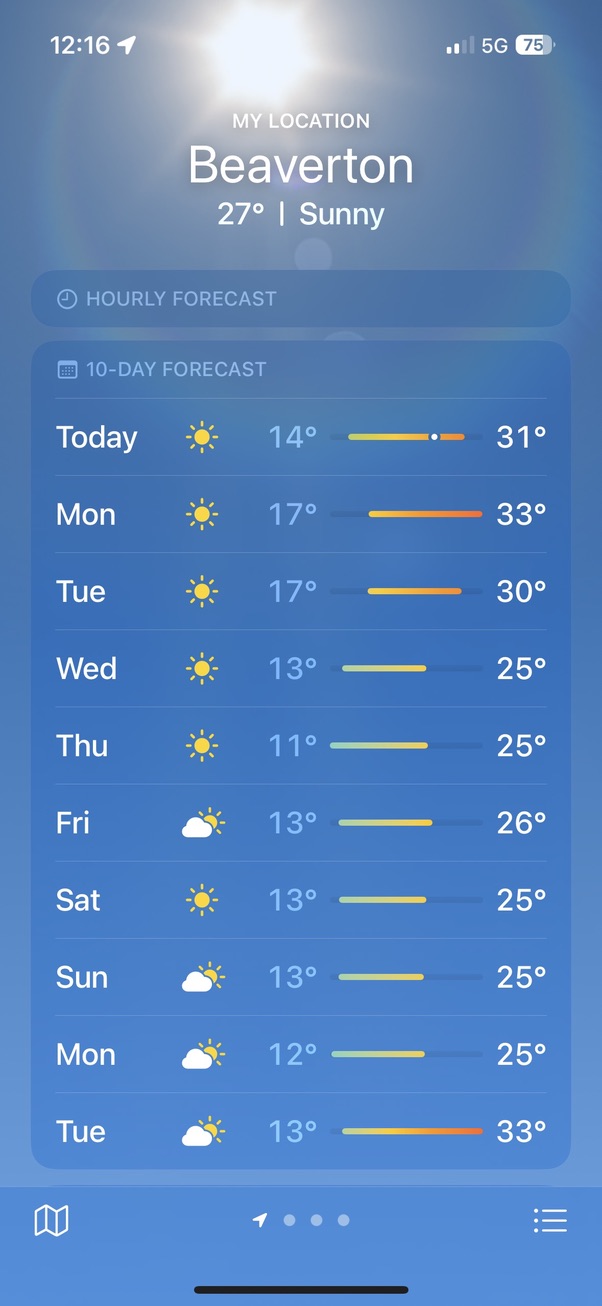 12:16 5G 75
MY LOCATION
Beaverton
27° | Sunny
HOURLY FORECAST
10-DAY FORECAST
Today 14° 31°
Mon 17° 33°
Tue 17° 30°
Wed 13° 25°
Thu 11° 25°
Fri 13° 26°
Sat 13° 25°
Sun 13° 25°
Mon 12° 25°
Tue 13° 33°